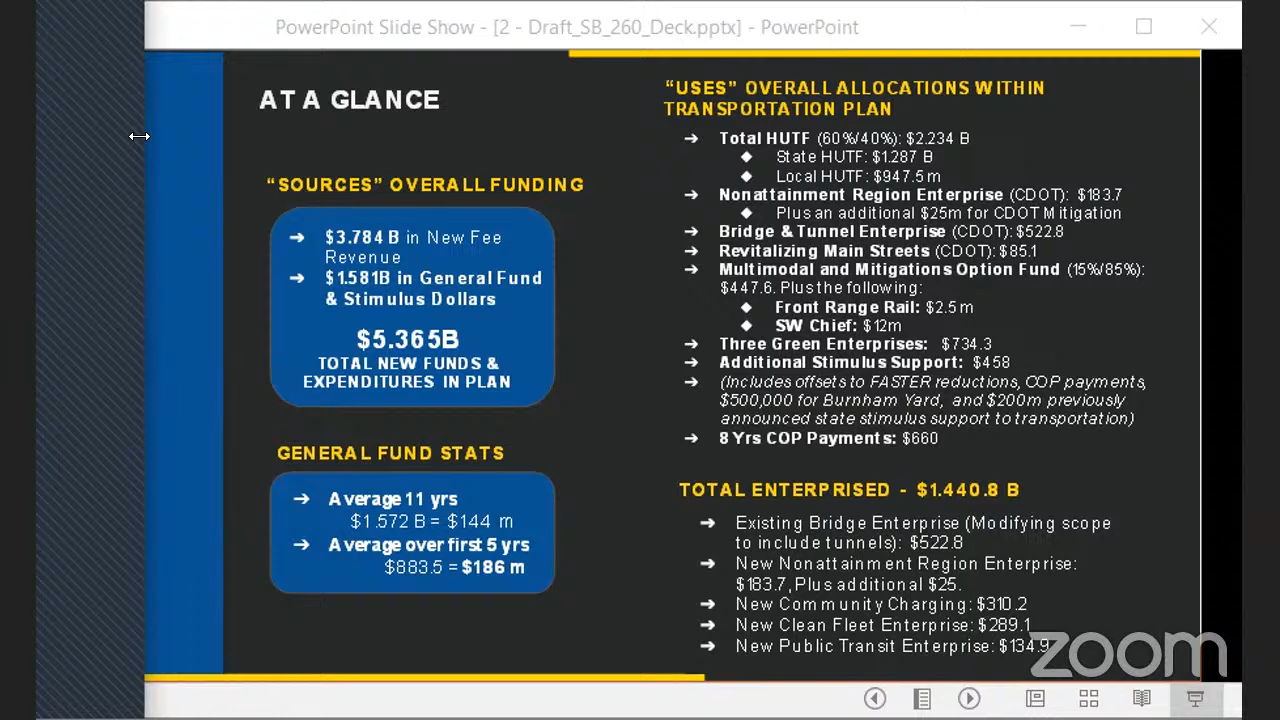 PowerPoint Slide Show - [2 - Draft_SB_260_Deck.pptx] - PowerPoint
AT A GLANCE
“SOURCES” OVERALL FUNDING
$3.784 B in New Fee
Revenue
$1.581B in General Fund
& Stimulus Dollars
$5.365B
TOTAL NEW FUNDS &
EXPENDITURES IN PLAN
GENERAL FUND STATS
Average 11 yrs
$1.572 B = $144 m
Average over first 5 yrs
$883.5 = $186 m
“USES” OVERALL ALLOCATIONS WITHIN
TRANSPORTATION PLAN
Total HUTF (60%/40%): $2.234 B
State HUTF: $1.287 B
Local HUTF: $947.5 m
Nonattainment Region Enterprise (CDOT): $183.7
Plus an additional $25m for CDOT Mitigation
Bridge & Tunnel Enterprise (CDOT): $522.8
Revitalizing Main Streets (CDOT): $85.1
Multimodal and Mitigations Option Fund (15%/85%):
$447.6. Plus the following:
Front Range Rail: $2.5 m
SW Chief: $12m
Three Green Enterprises: $734.3
Additional Stimulus Support: $458
(Includes offsets to FASTER reductions, COP payments,
$500,000 for Burnham Yard, and $200m previously
announced state stimulus support to transportation)
8 Yrs COP Payments: $660
TOTAL ENTERPRISED - $1.440.8 B
Existing Bridge Enterprise (Modifying scope
to include tunnels): $522.8
New Nonattainment Region Enterprise:
$183.7, Plus additional $25.
New Community Charging: $310.2
New Clean Fleet Enterprise: $289.1
New Public Transit Enterprise: $134.9
zoom